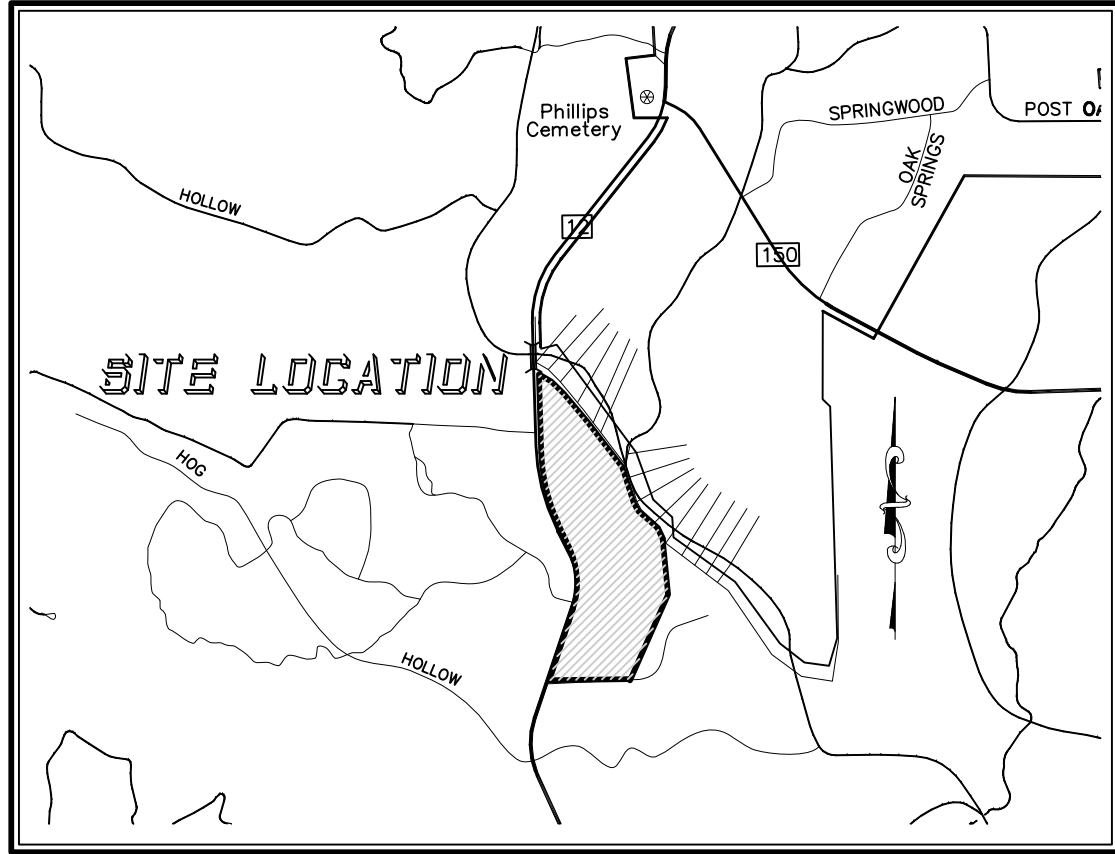 Phillips
Cemetery
SPRINGWOOD
POST
OAK
SPRINGS
HOLLOW
12
150
SITE LOCATION
HOG
HOLLOW